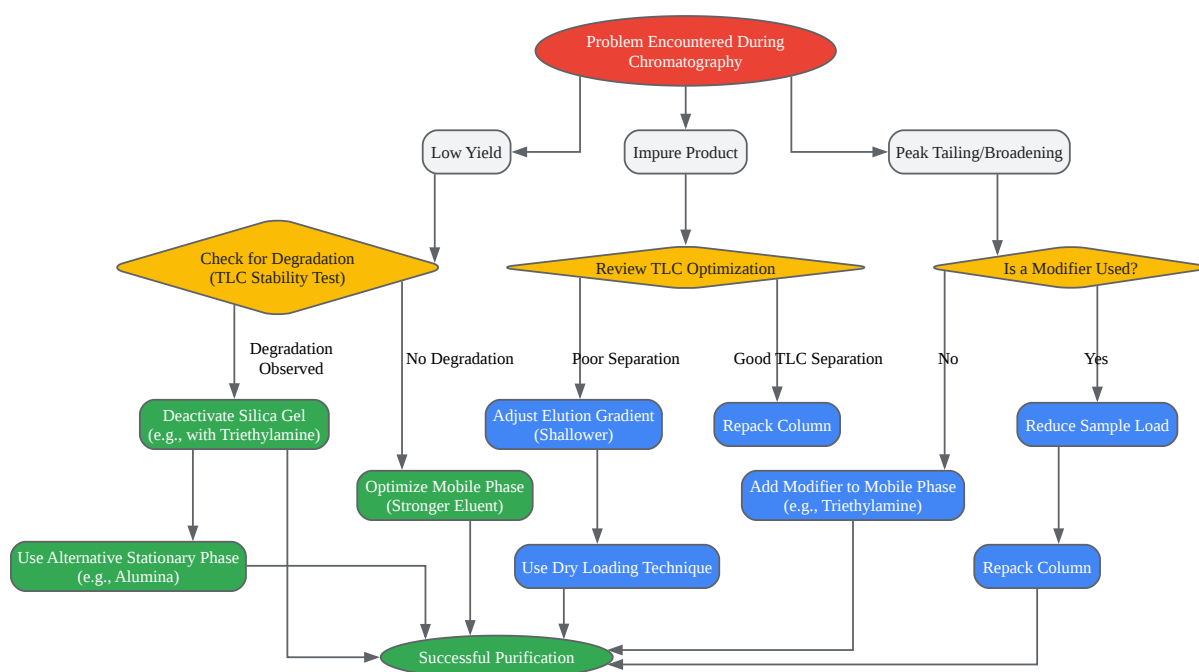 Problem Encountered During
Chromatography
Low Yield
Impure Product
Peak Tailing/Broadening
Check for Degradation
(TLC Stability Test)
Review TLC Optimization
Is a Modifier Used?
Degradation
Observed
No Degradation
Poor Separation
Good TLC Separation
No
Yes
Deactivate Silica Gel
(e.g., with Triethylamine)
Adjust Elution Gradient
(Shallower)
Repack Column
Reduce Sample Load
Optimize Mobile Phase
(Stronger Eluent)
Add Modifier to Mobile Phase
(e.g., Triethylamine)
Use Alternative Stationary Phase
(e.g., Alumina)
Use Dry Loading Technique
Repack Column
Successful Purification